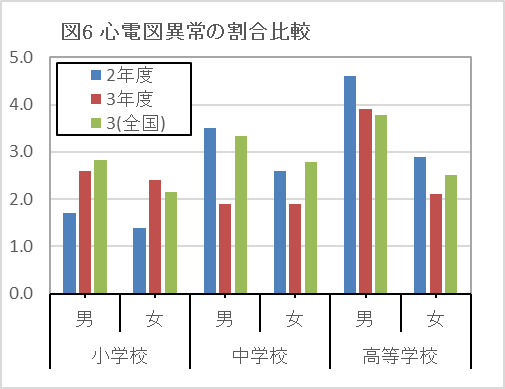 図6 心電図異常の割合比較
5.0
4.0
3.0
2.0
1.0
0.0
2年度
3年度
3(全国)
男 女 男 女 男 女
小学校 中学校 高等学校